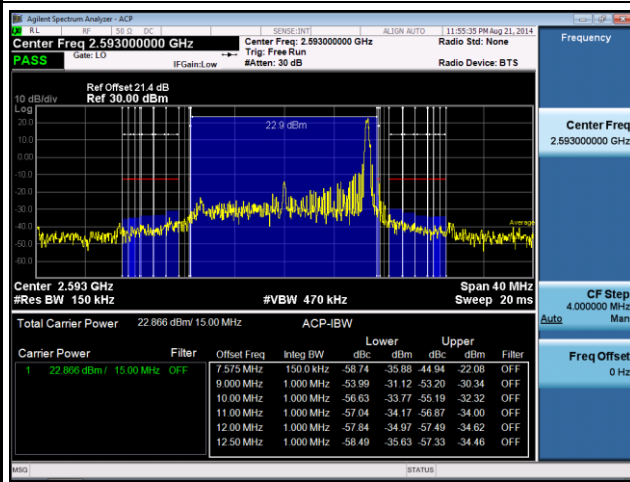 Agilent Spectrum Analyzer - ACP
RL RF 50 Ω DC SENSE:INT ALIGN AUTO 11:55:35 PM Aug 21, 2014
Center Freq 2.593000000 GHz Center Freq: 2.593000000 GHz Radio Std: None Frequency
PASS Gate: LO Trig: Free Run
IFGain:Low #Atten: 30 dB Radio Device: BTS
Ref Offset 21.4 dB
10 dB/div Ref 30.00 dBm
Log
20.0 22.9 dBm
10.0 Center Freq
0.00 2.593000000 GHz
-10.0
-20.0
-30.0
-40.0 Average
-50.0
-60.0
Center 2.593 GHz Span 40 MHz
#Res BW 150 kHz #VBW 470 kHz Sweep 20 ms
CF Step
4.000000 MHz
Auto Man
Total Carrier Power 22.866 dBm/ 15.00 MHz ACP-IBW
Lower Upper
Carrier Power Filter Offset Freq Integ BW dBc dBm dBc dBm Filter
1 22.866 dBm / 15.00 MHz OFF 7.575 MHz 150.0 kHz -58.74 -35.88 -44.94 -22.08 OFF
9.000 MHz 1.000 MHz -53.99 -31.12 -53.20 -30.34 OFF
10.00 MHz 1.000 MHz -56.63 -33.77 -55.19 -32.32 OFF
11.00 MHz 1.000 MHz -57.04 -34.17 -56.87 -34.00 OFF
12.00 MHz 1.000 MHz -57.84 -34.97 -57.49 -34.62 OFF
12.50 MHz 1.000 MHz -58.49 -35.63 -57.33 -34.46 OFF
Freq Offset
0 Hz
MSG STATUS